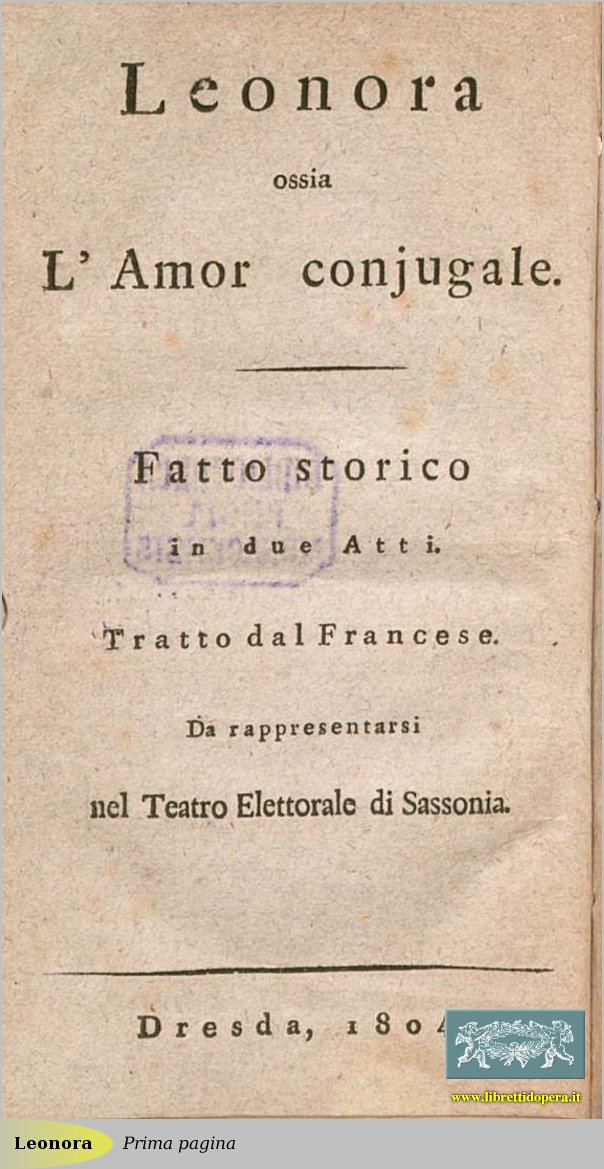 Leonora
ossia
L' Amor conjugale.
Fatto storico
in due Atti.
Tratto dal Francese.
Da rappresentarsi
nel Teatro Elettorale di Sassonia.
Dresda, 180
www.librettidopera.it
Leonora Prima pagina